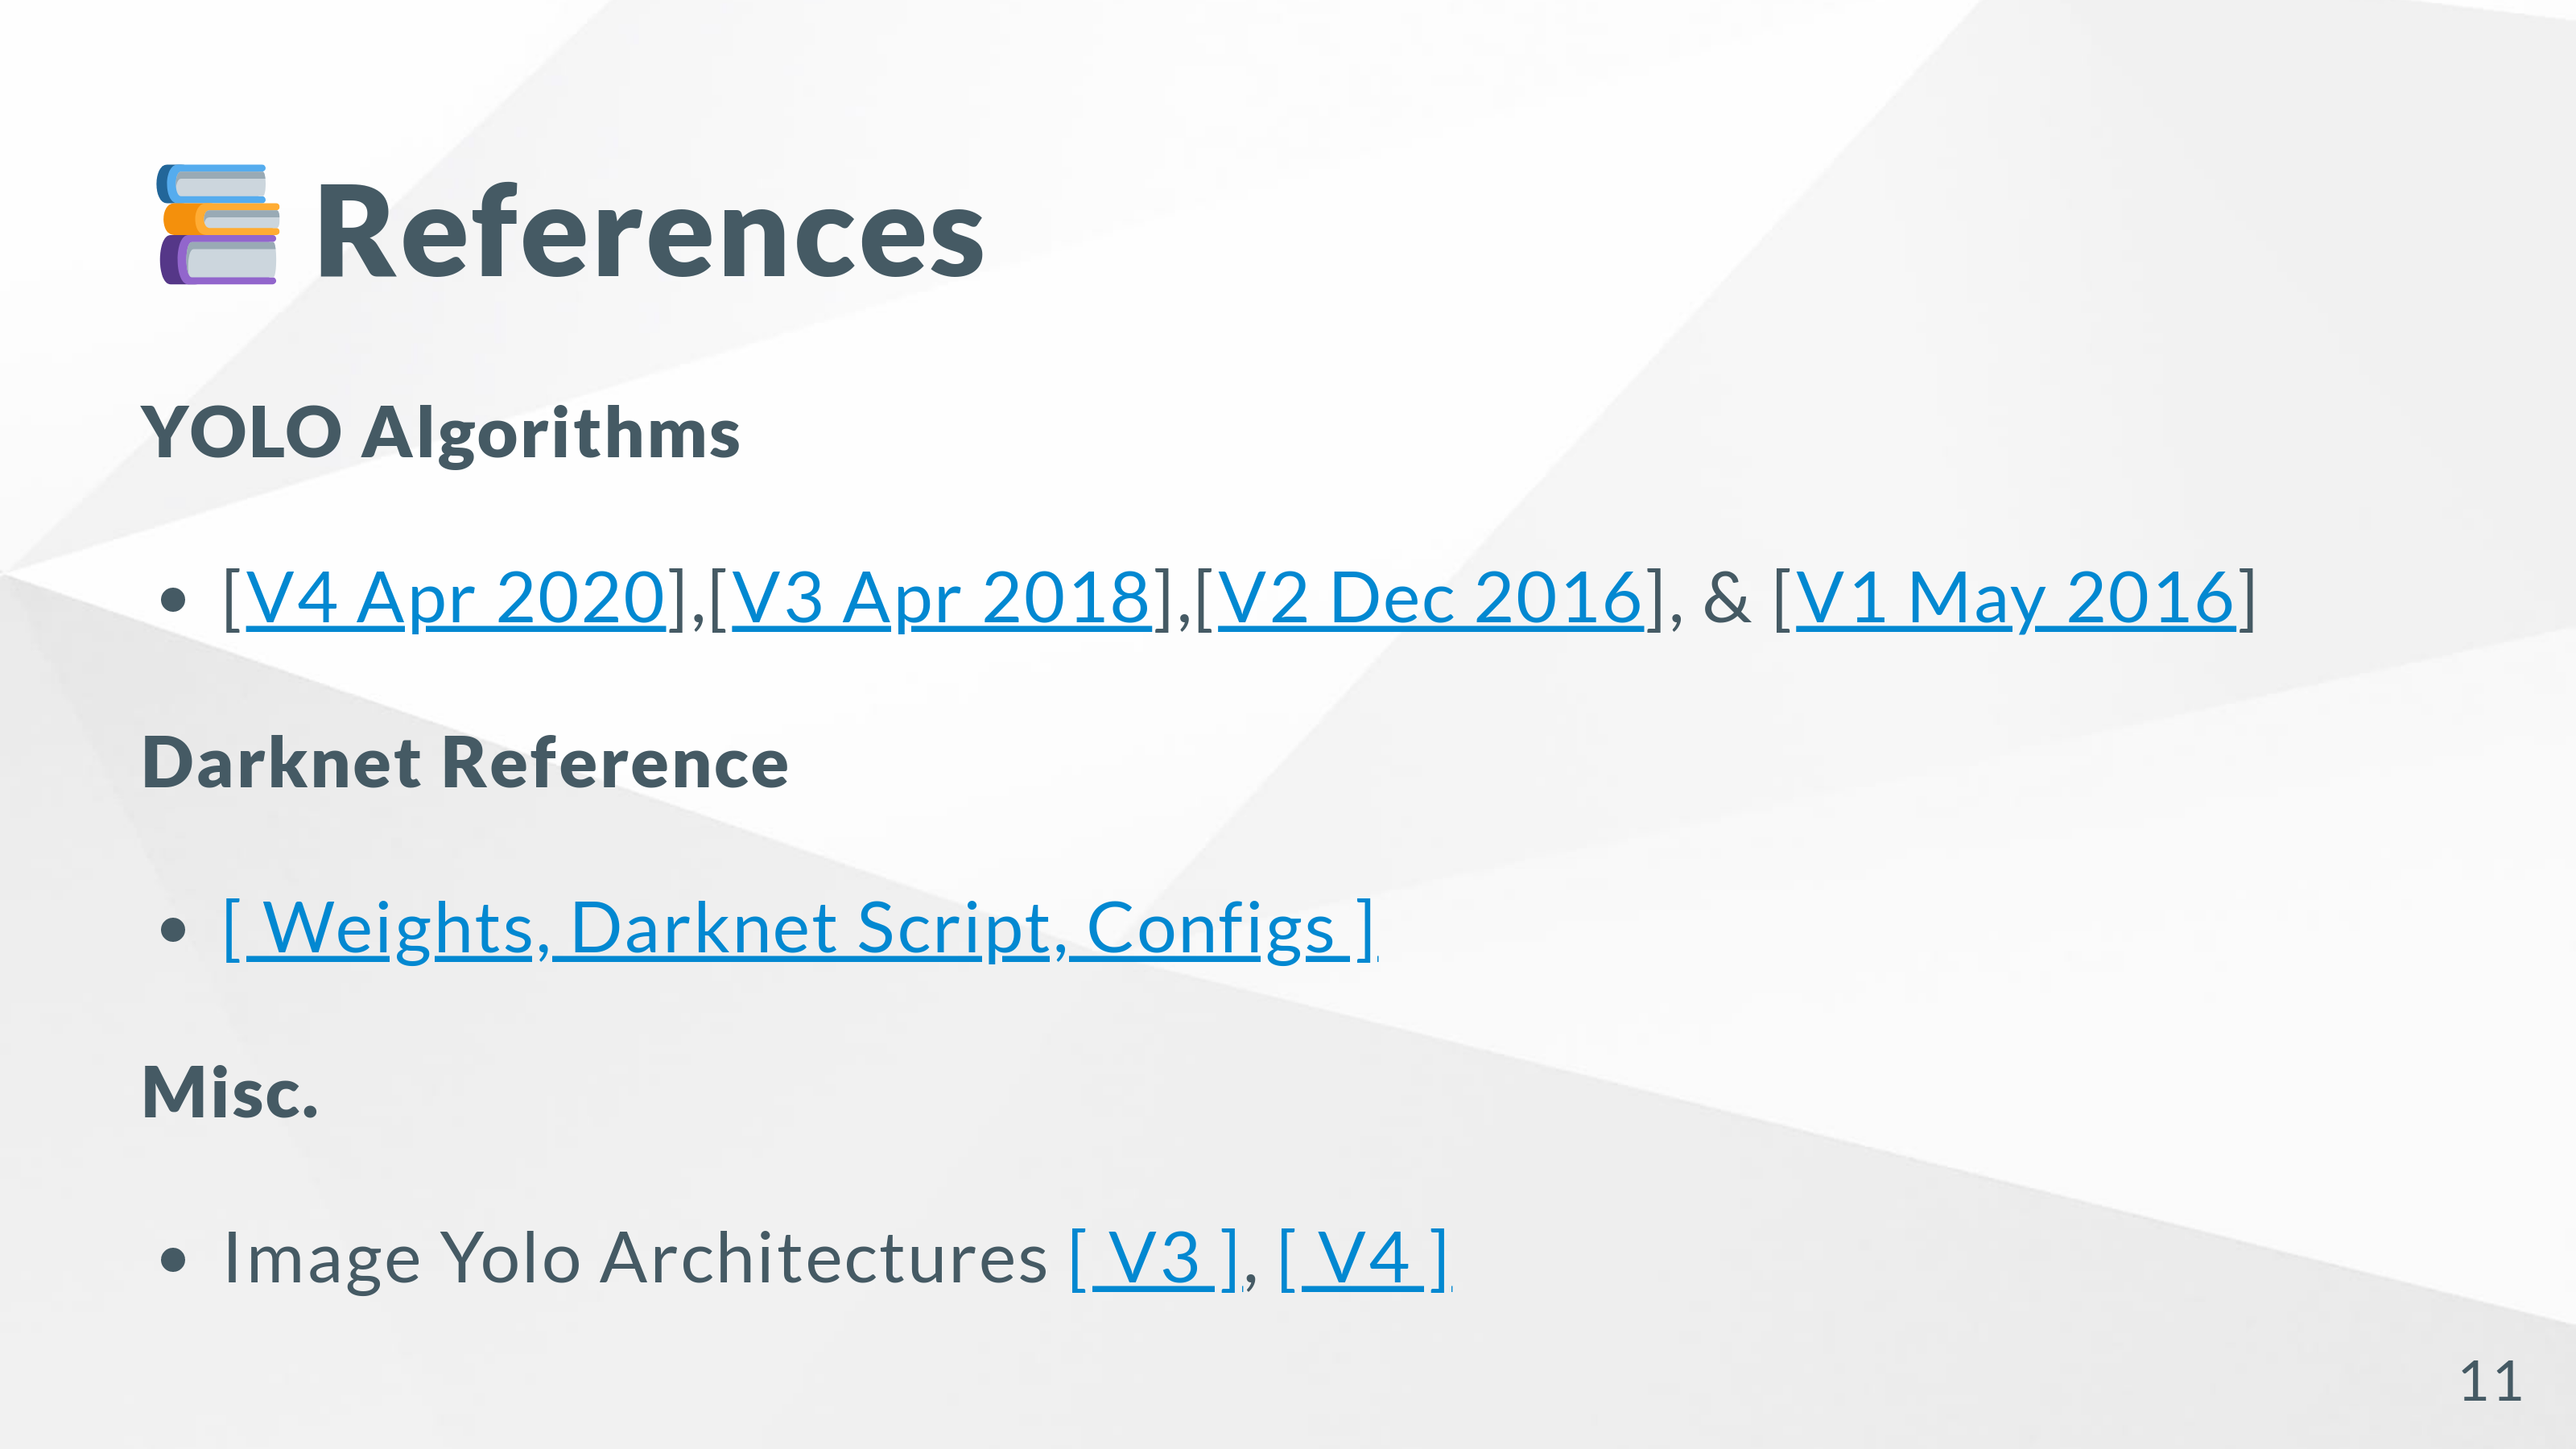 References
YOLO Algorithms
[V4 Apr 2020],[V3 Apr 2018],[V2 Dec 2016], & [V1 May 2016]
Darknet Reference
[ Weights, Darknet Script, Configs ]
Misc.
Image Yolo Architectures [ V3 ], [ V4 ]
11